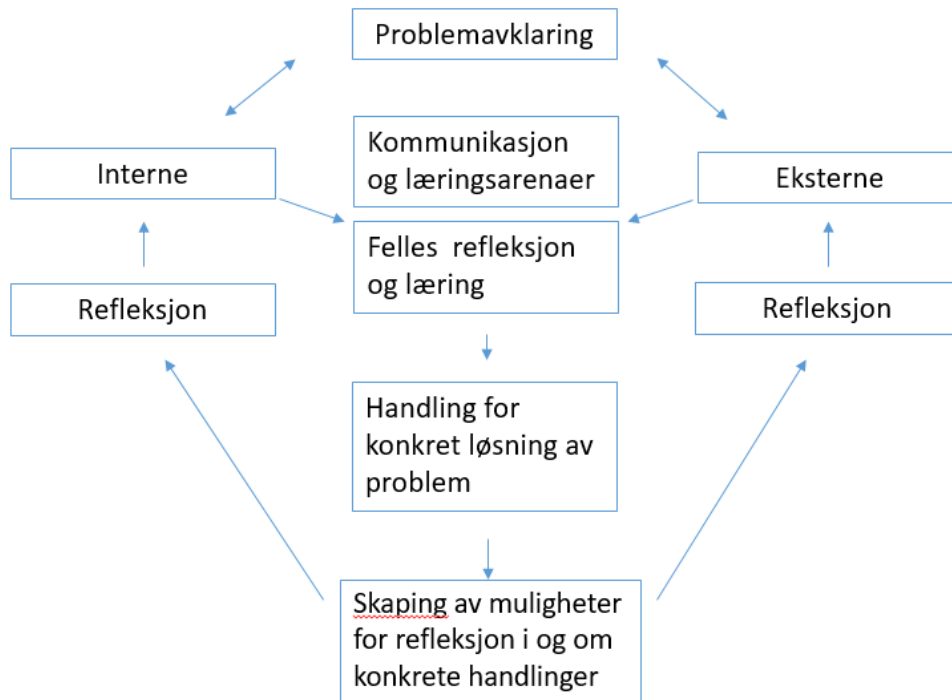 Problemavklaring
Kommunikasjon
og læringsarenaer
Interne
Eksterne
Felles refleksjon
og læring
Refleksjon
Refleksjon
Handling for
konkret løsning av
problem
Skaping av muligheter
for refleksjon i og om
konkrete handlinger